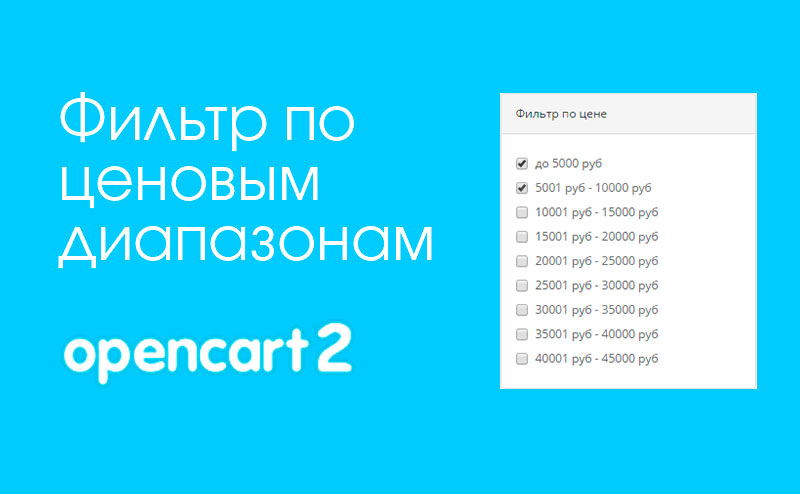 Фильтр по
ценовым
диапазонам
opencart 2
Фильтр по цене
до 5000 руб
5001 руб - 10000 руб
10001 руб - 15000 руб
15001 руб - 20000 руб
20001 руб - 25000 руб
25001 руб - 30000 руб
30001 руб - 35000 руб
35001 руб - 40000 руб
40001 руб - 45000 руб